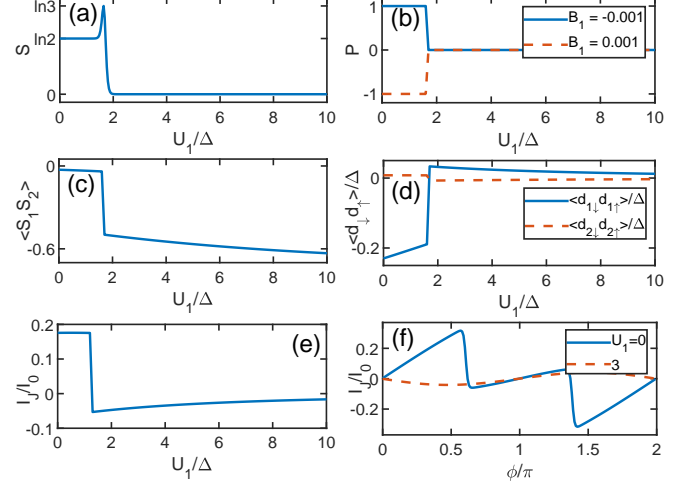 (a)
S
ln3
ln2
0
0 2 4 6 8 10
U₁/Δ
(b)
P
1
0
-1
0 2 4 6 8 10
U₁/Δ
B₁ = -0.001
B₁ = 0.001
(c)
<S₁S₂>
0
-0.6
0 2 4 6 8 10
U₁/Δ
(d)
<d↓d↑>/Δ
0
-0.2
0 2 4 6 8 10
U₁/Δ
<d₁↓d₁↑>/Δ
<d₂↓d₂↑>/Δ
(e)
I_J/I₀
0.2
0.0
-0.1
0 2 4 6 8 10
U₁/Δ
(f)
I_J/I₀
0.2
0
-0.2
0 0.5 1 1.5 2
ϕ/π
U₁=0
3